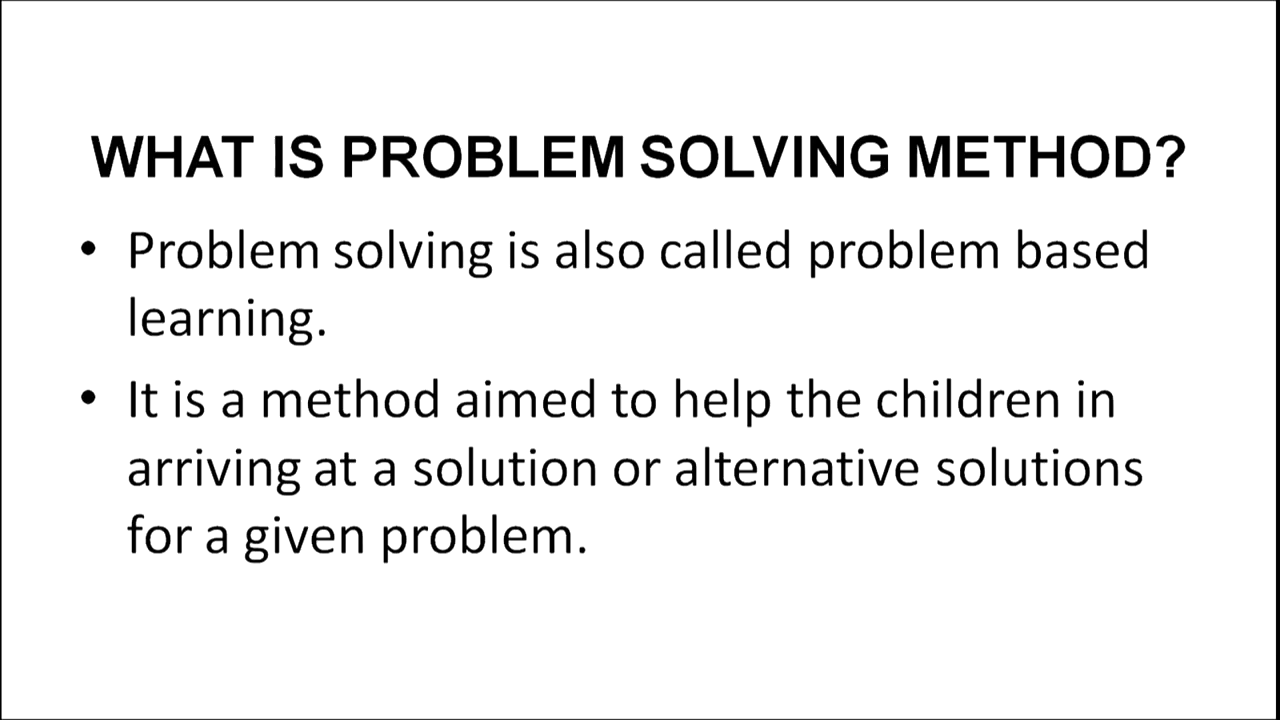 WHAT IS PROBLEM SOLVING METHOD?
• Problem solving is also called problem based
learning.
• It is a method aimed to help the children in
arriving at a solution or alternative solutions
for a given problem.